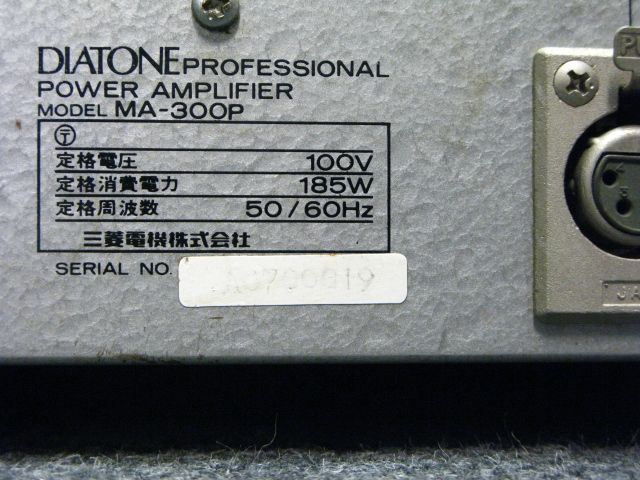 DIATONE PROFESSIONAL
POWER AMPLIFIER
MODEL MA-300P
〒
定格電圧 100V
定格消費電力 185W
定格周波数 50/60Hz
三菱電機株式会社
SERIAL NO.